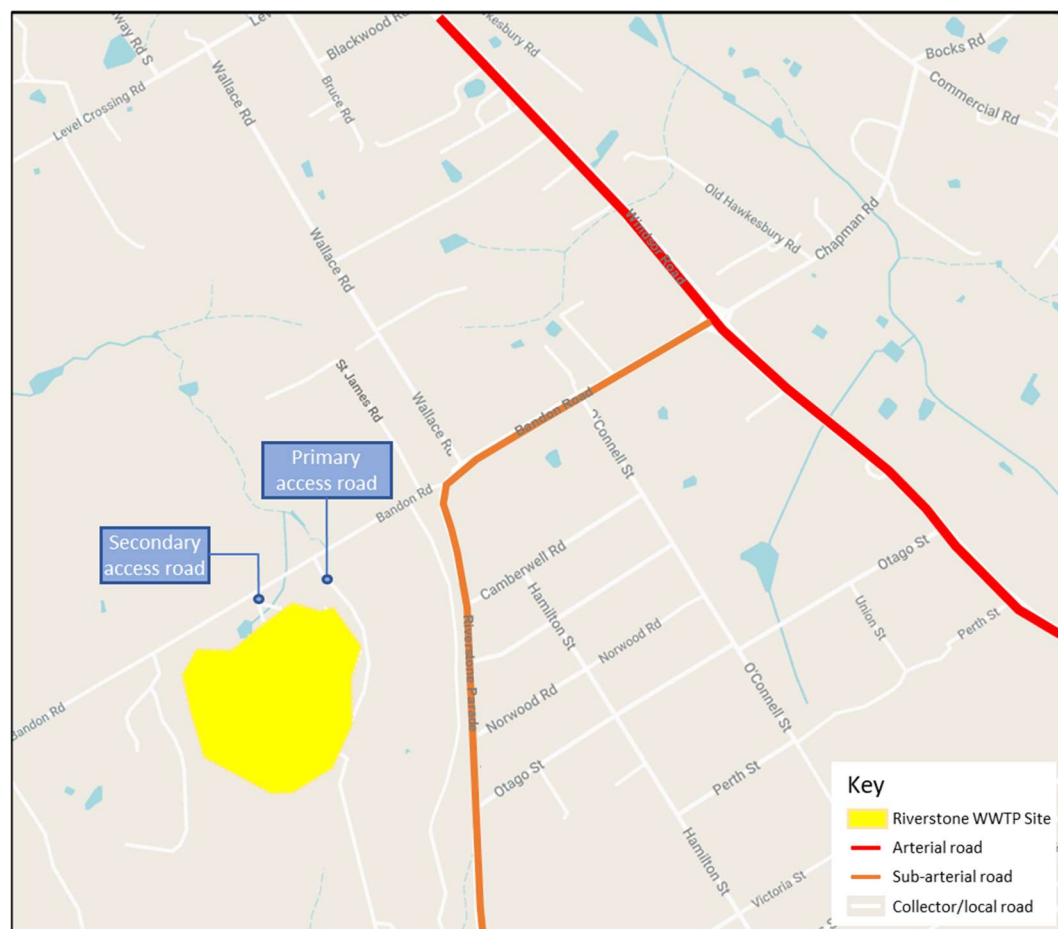 Blackwood Rd
Wallace Rd
Bruce Rd
Level Crossing Rd
Bocks Rd
Commercial Rd
Old Hawkesbury Rd
Chapman Rd
Windsor Road
Wallace Rd
St James Rd
Wallace Rd
Bandon Road
O'Connell St
Primary
access road
Bandon Rd
Secondary
access road
Camberwell Rd
Hamilton St
Norwood Rd
Otago St
Union St
Perth St
Riverstone Parade
O'Connell St
Bandon Rd
Norwood Rd
Otago St
Perth St
Hamilton St
Victoria St
Key
Riverstone WWTP Site
Arterial road
Sub-arterial road
Collector/local road